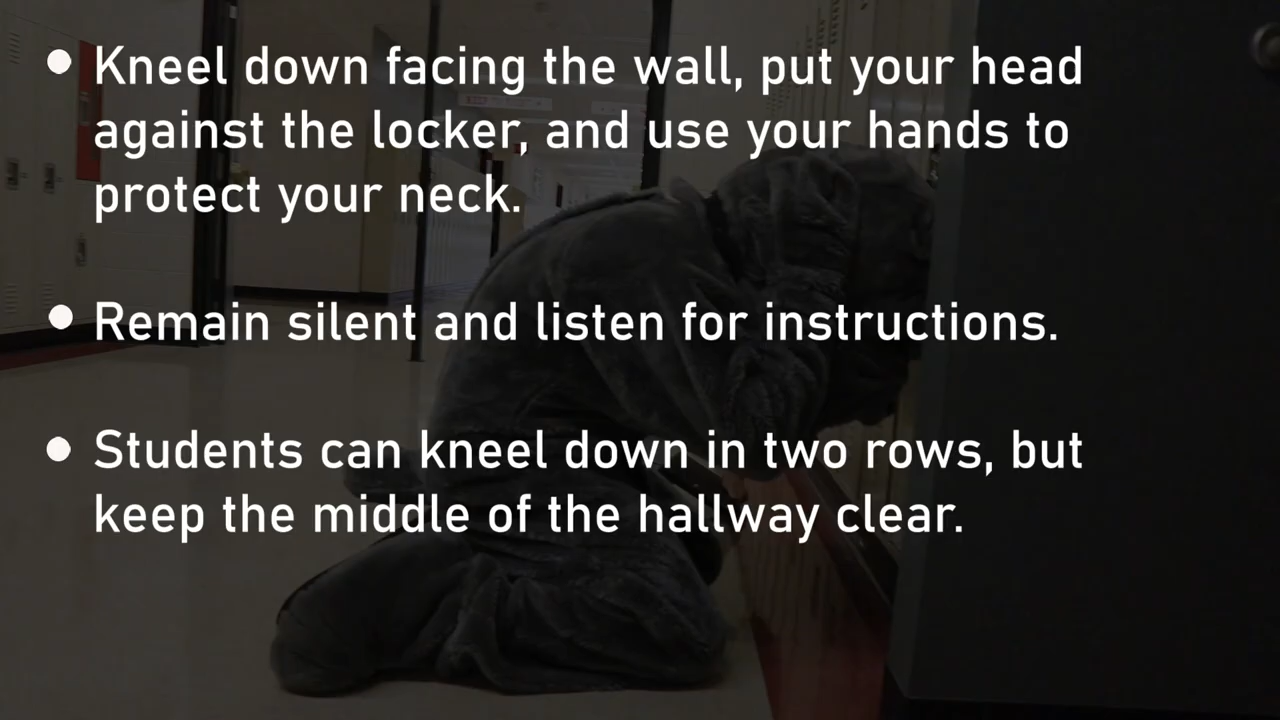 Kneel down facing the wall, put your head
against the locker, and use your hands to
protect your neck.
Remain silent and listen for instructions.
Students can kneel down in two rows, but
keep the middle of the hallway clear.